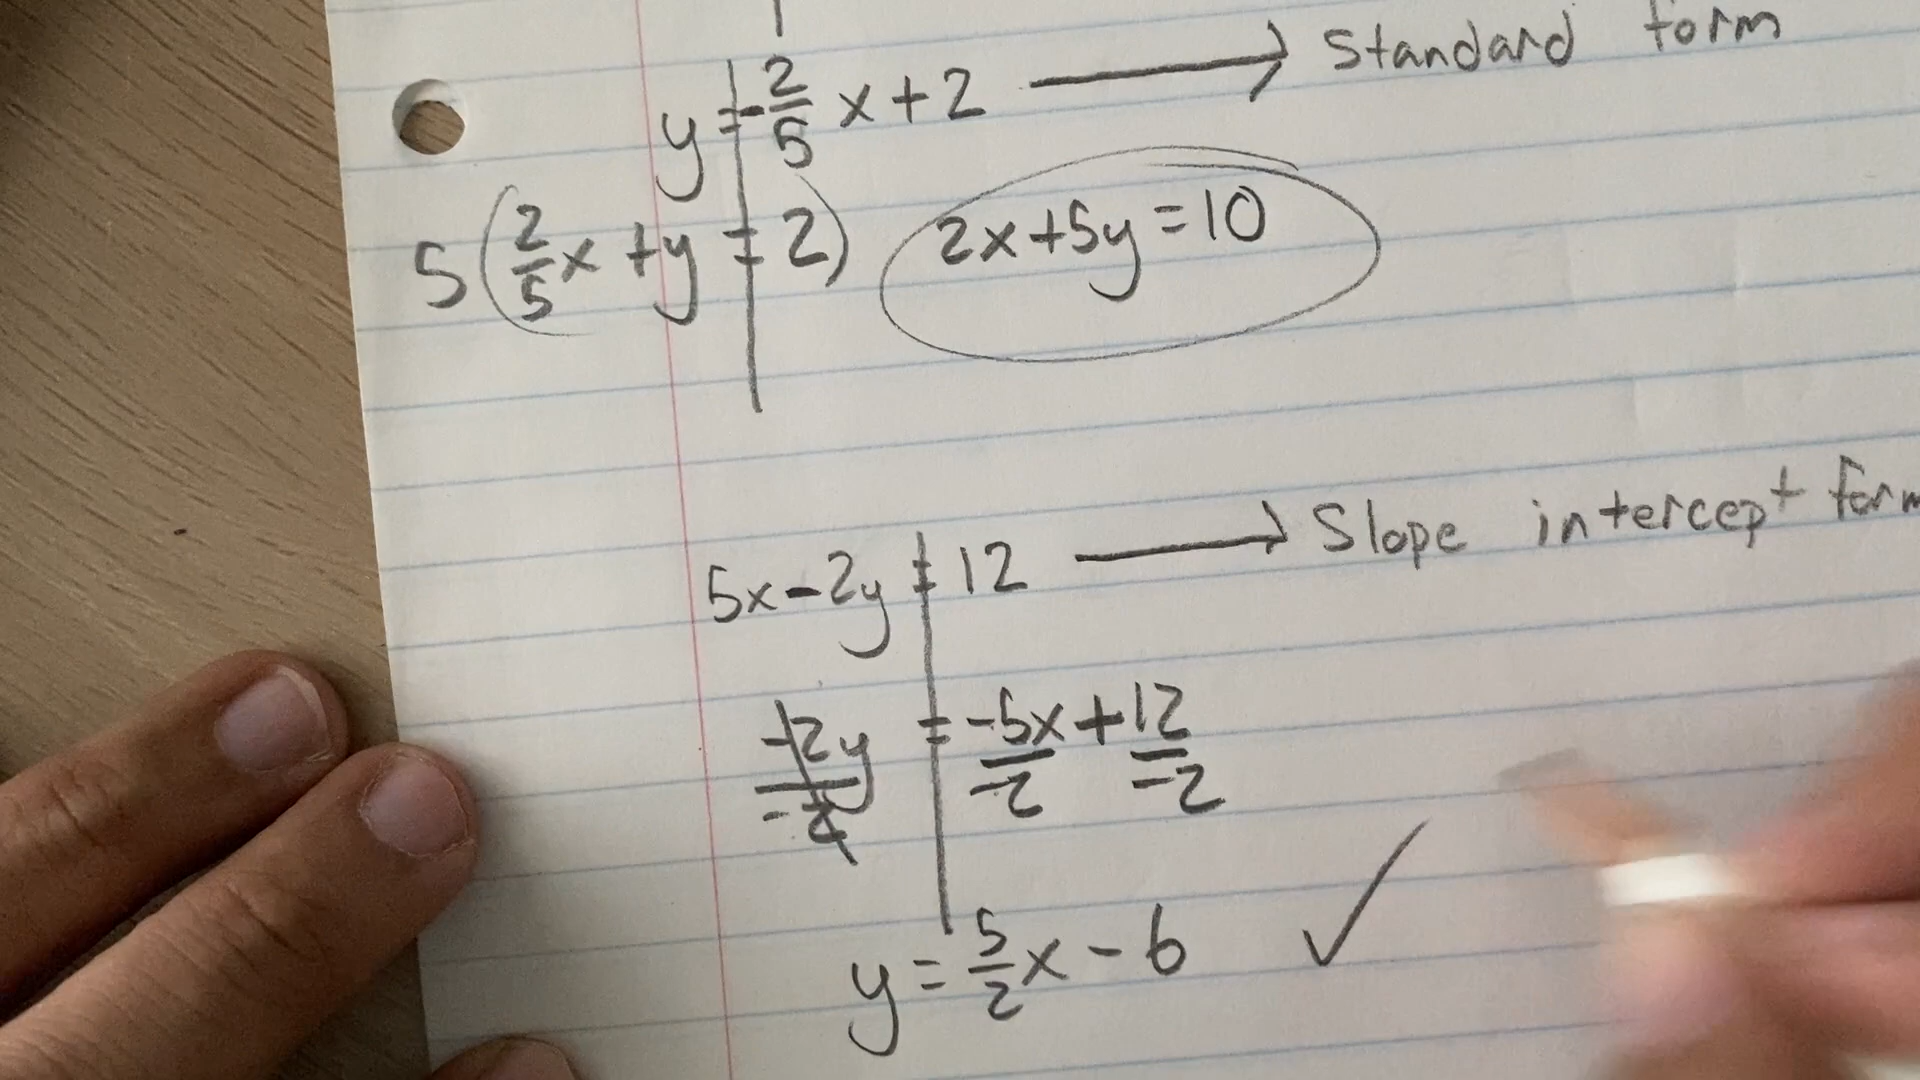 y = -2/5 x + 2 → Standard form
5(2/5 x + y = 2) 2x + 5y = 10
5x - 2y = 12 → Slope intercept form
-2y/-2 = -5x/-2 + 12/-2
y = 5/2 x - 6 ✓